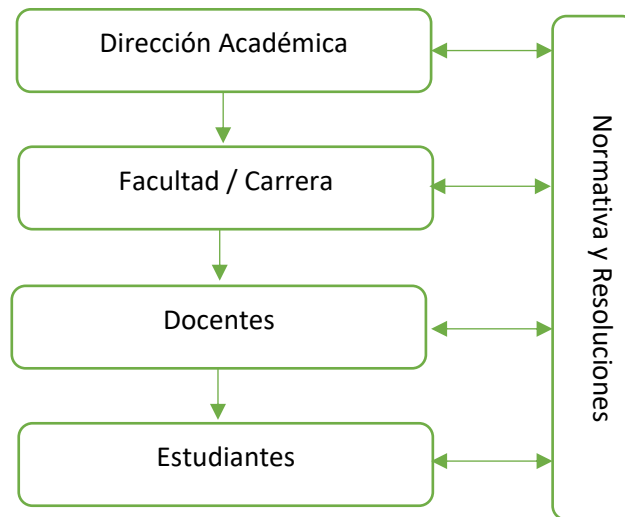 Dirección Académica
Facultad / Carrera
Docentes
Estudiantes
Normativa y Resoluciones